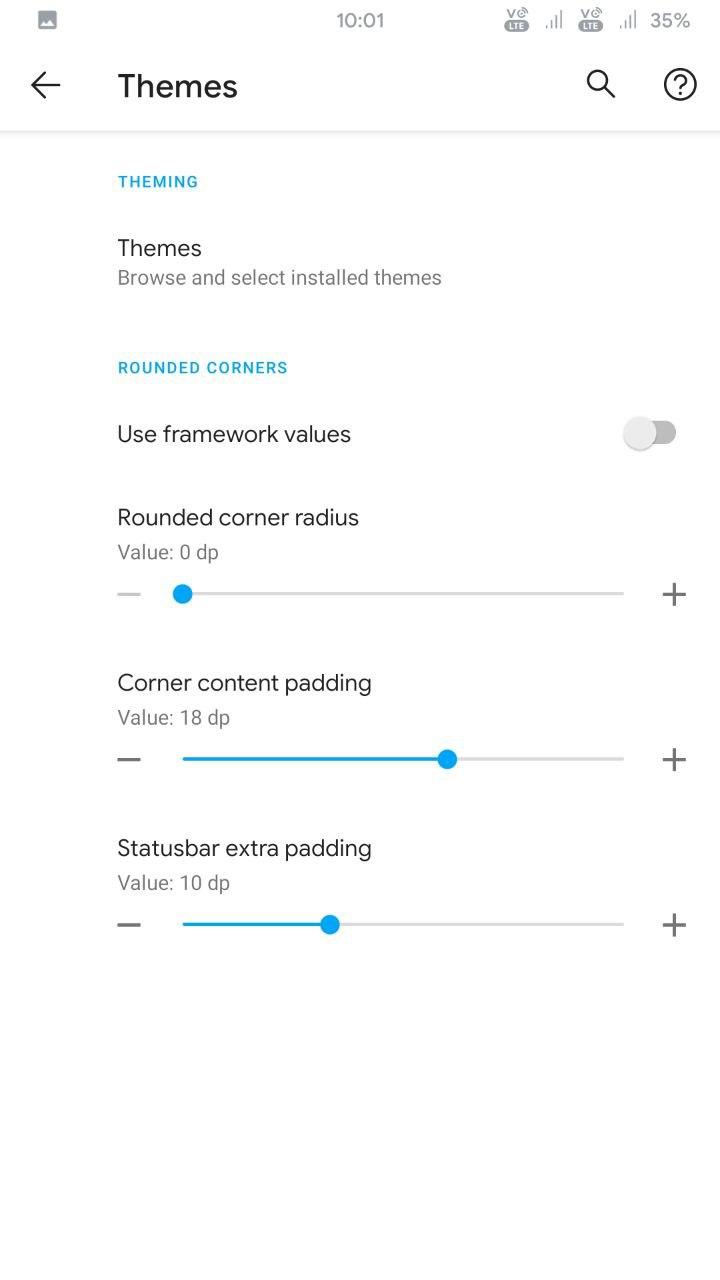 10:01
VO LTE VO LTE 35%
Themes
THEMING
Themes
Browse and select installed themes
ROUNDED CORNERS
Use framework values
Rounded corner radius
Value: 0 dp
Corner content padding
Value: 18 dp
Statusbar extra padding
Value: 10 dp